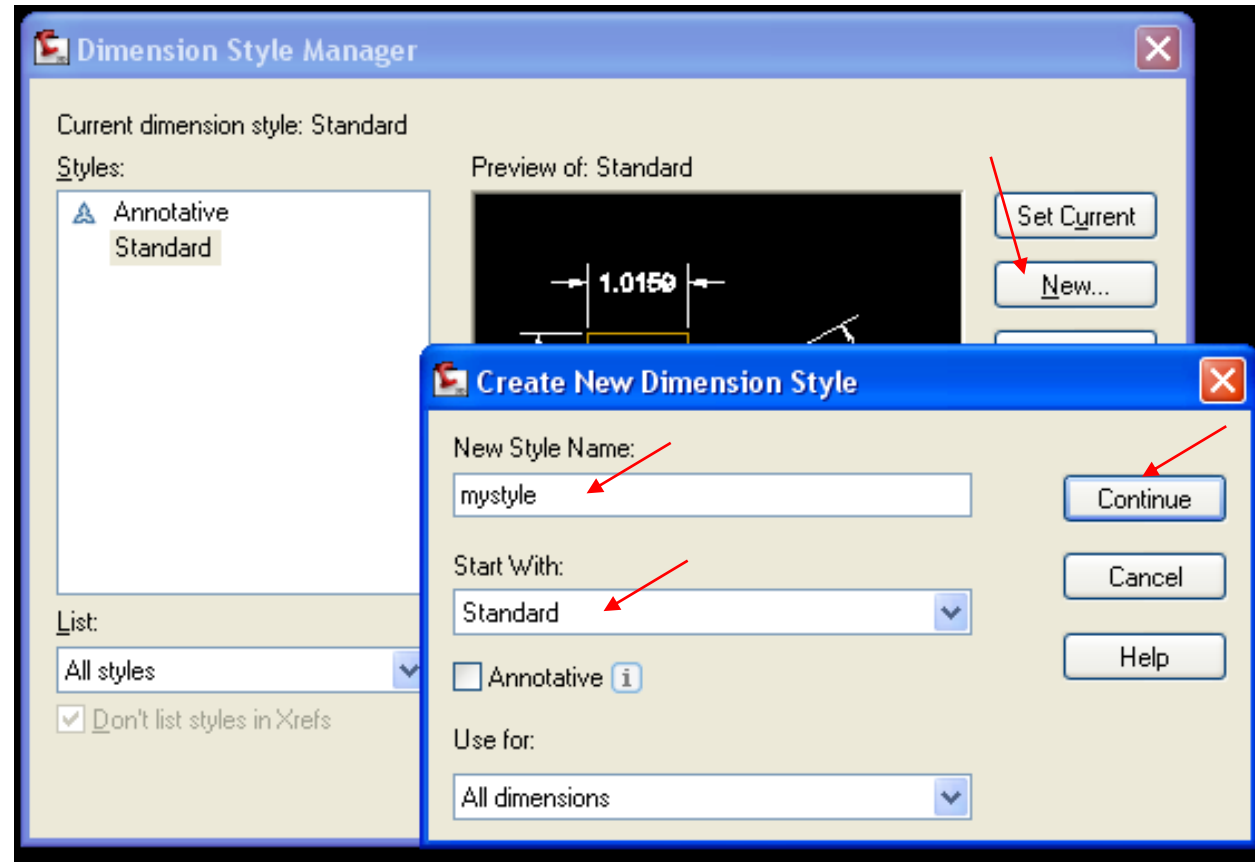 Dimension Style Manager
Current dimension style: Standard
Styles:
Preview of: Standard
Annotative
Standard
1.0159
Set Current
New...
Create New Dimension Style
New Style Name:
mystyle
Continue
Start With:
Standard
Cancel
Annotative
Help
Use for:
All dimensions
List:
All styles
Don't list styles in Xrefs